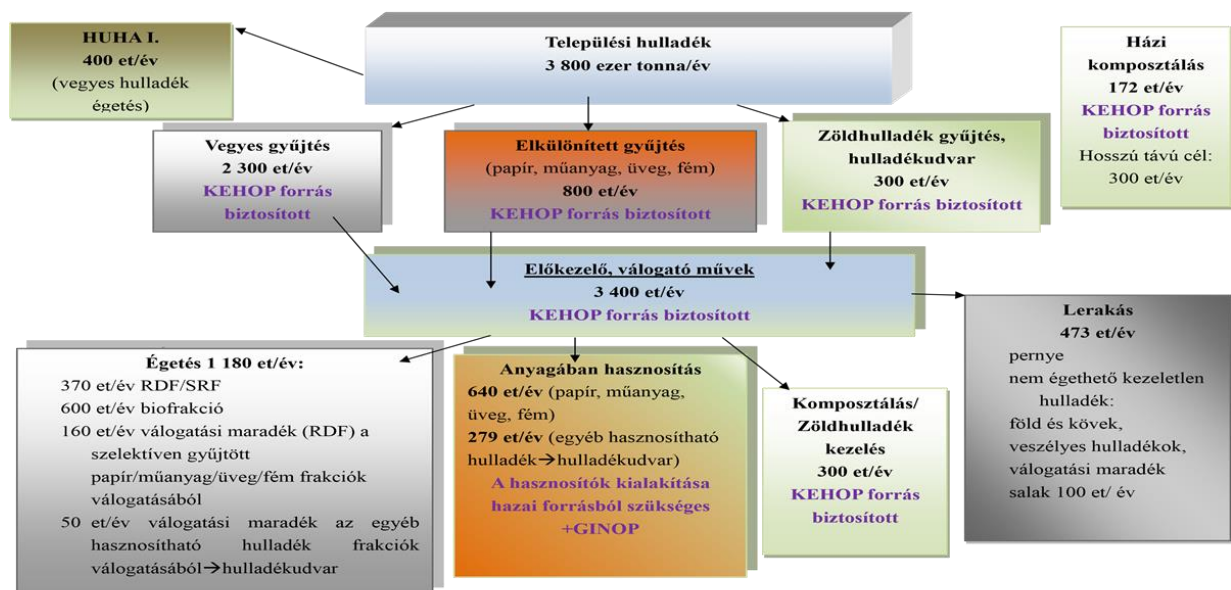 HUHA I.
400 et/év
(vegyes hulladék
égetés)
Települési hulladék
3 800 ezer tonna/év
Házi
komposztálás
172 et/év
KEHOP forrás
biztosított
Hosszú távú cél:
300 et/év
Vegyes gyűjtés
2 300 et/év
KEHOP forrás
biztosított
Elkülönített gyűjtés
(papír, műanyag, üveg, fém)
800 et/év
KEHOP forrás biztosított
Zöldhulladék gyűjtés,
hulladékudvar
300 et/év
KEHOP forrás biztosított
Előkezelő, válogató művek
3 400 et/év
KEHOP forrás biztosított
Lerakás
473 et/év
pernye
nem égethető kezeletlen
hulladék:
föld és kövek,
veszélyes hulladékok,
válogatási maradék
salak 100 et/ év
Égetés 1 180 et/év:
370 et/év RDF/SRF
600 et/év biofrakció
160 et/év válogatási maradék (RDF) a
szelektíven gyűjtött
papír/műanyag/üveg/fém frakciók
válogatásából
50 et/év válogatási maradék az egyéb
hasznosítható hulladék frakciók
válogatásából→hulladékudvar
Anyagában hasznosítás
640 et/év (papír, műanyag,
üveg, fém)
279 et/év (egyéb hasznosítható
hulladék→hulladékudvar)
A hasznosítók kialakítása
hazai forrásból szükséges
+GINOP
Komposztálás/
Zöldhulladék
kezelés
300 et/év
KEHOP forrás
biztosított